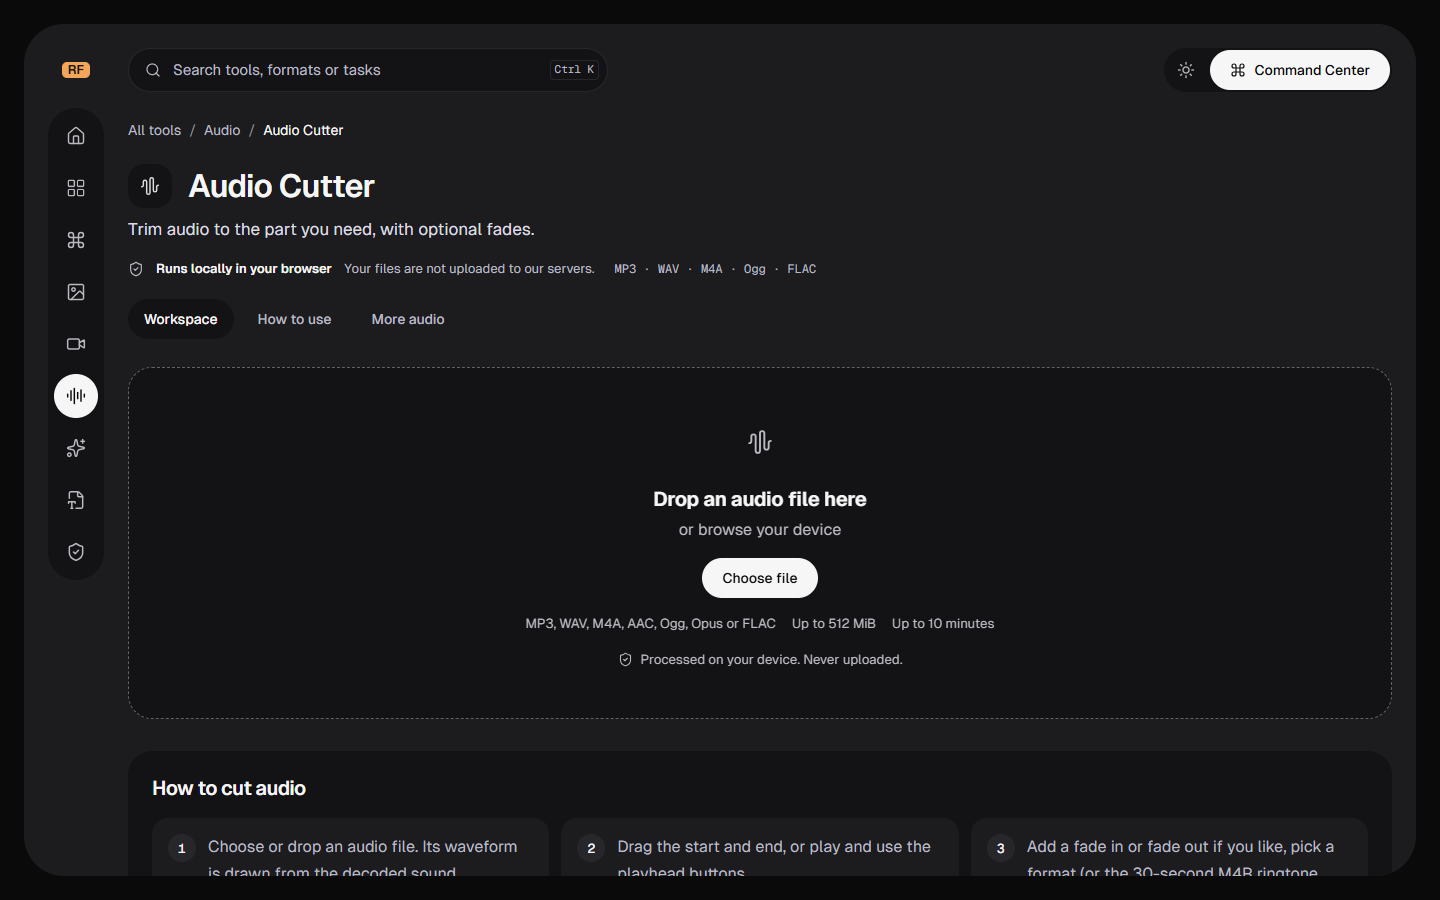 RF
Search tools, formats or tasks
Ctrl K
Command Center
All tools / Audio / Audio Cutter
Audio Cutter
Trim audio to the part you need, with optional fades.
Runs locally in your browser Your files are not uploaded to our servers. MP3 · WAV · M4A · Ogg · FLAC
Workspace
How to use
More audio
Drop an audio file here
or browse your device
Choose file
MP3, WAV, M4A, AAC, Ogg, Opus or FLAC Up to 512 MiB Up to 10 minutes
Processed on your device. Never uploaded.
How to cut audio
1
Choose or drop an audio file. Its waveform
is drawn from the decoded sound.
2
Drag the start and end, or play and use the
playhead buttons.
3
Add a fade in or fade out if you like, pick a
format (or the 30-second M4R ringtone